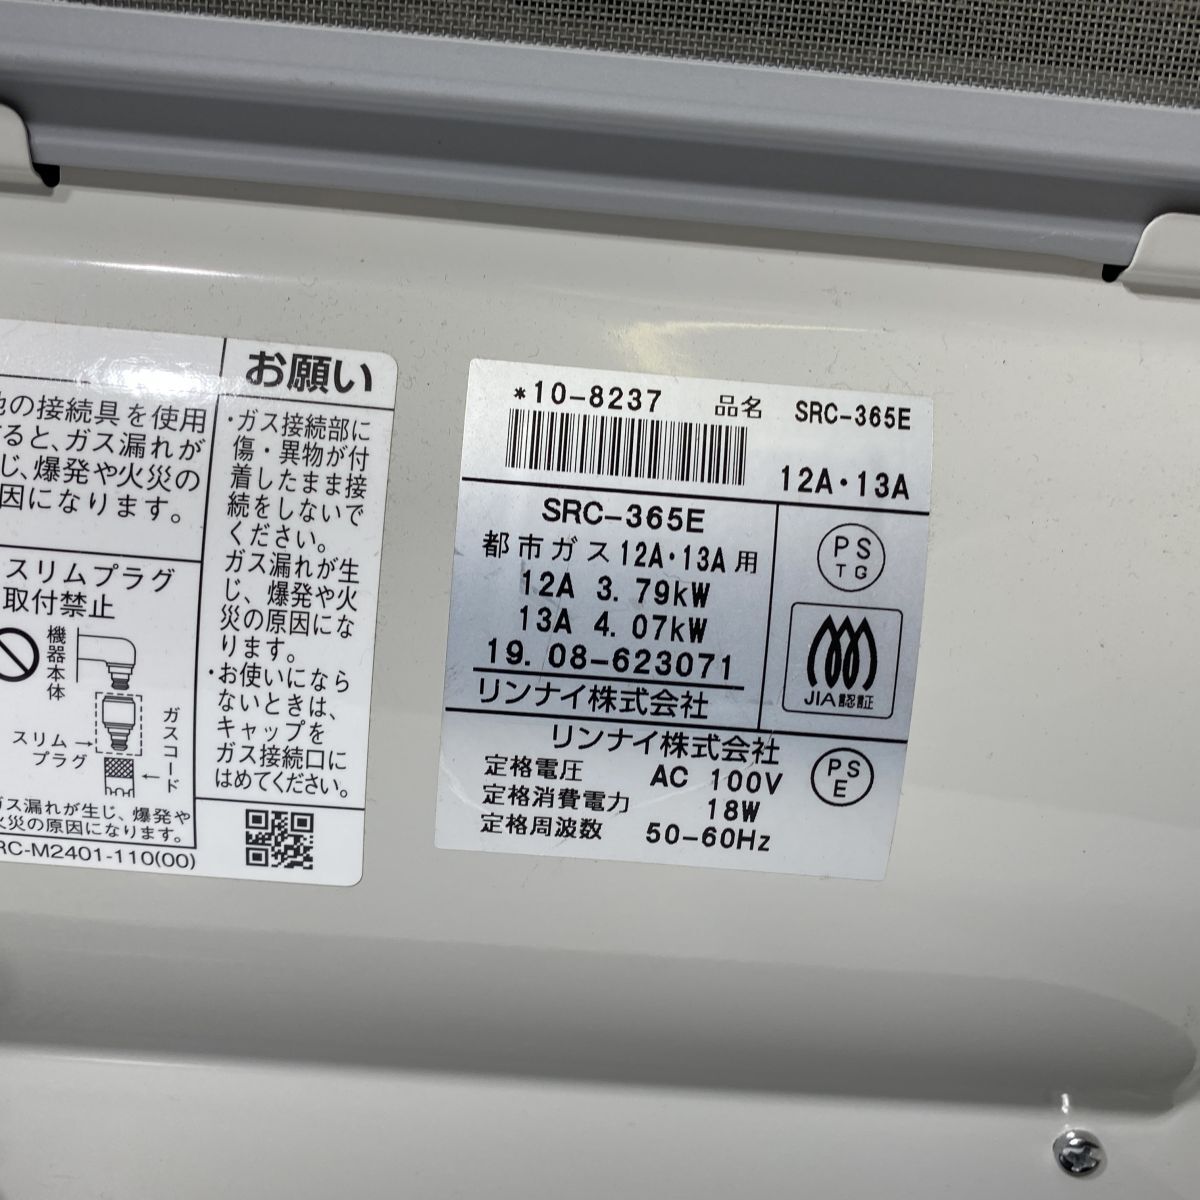 の接続具を使用
すると、ガス漏れが
じ、爆発や火災の
原因になります。
スリムプラグ
取付禁止
機器本体
スリム
プラグ
ガスコード
ガス漏れが生じ、爆発や
火災の原因になります。
RC-M2401-110(00)
お願い
・ガス接続部に
傷・異物が付
着したまま接
続をしないで
ください。
ガス漏れが生
じ、爆発や火
災の原因にな
ります。
・お使いになら
ないときは、
キャップを
ガス接続口に
はめてください。
*10-8237 品名 SRC-365E
12A・13A
SRC-365E
都市ガス12A・13A用
12A 3.79kW
13A 4.07kW
19.08-623071
リンナイ株式会社
PS
TG
JIA認証
リンナイ株式会社
定格電圧 AC 100V
定格消費電力 18W
定格周波数 50-60Hz
PS
E